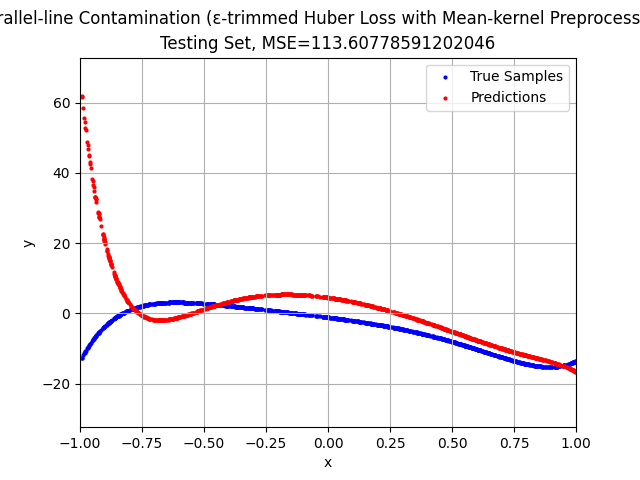 rallel-line Contamination (ε-trimmed Huber Loss with Mean-kernel Preprocess
Testing Set, MSE=113.60778591202046
True Samples
Predictions
60
40
20
0
−20
y
−1.00 −0.75 −0.50 −0.25 0.00 0.25 0.50 0.75 1.00
x